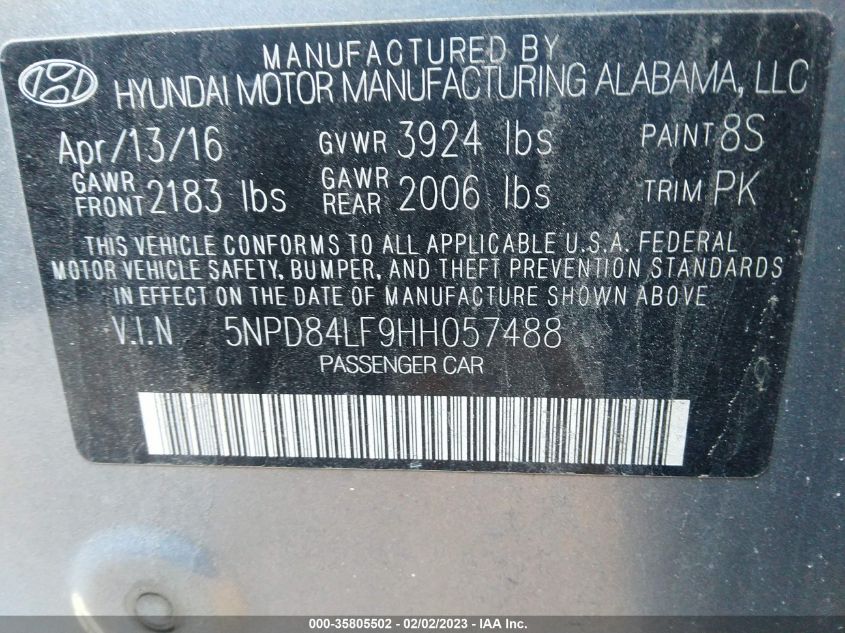 MANUFACTURED BY
HYUNDAI MOTOR MANUFACTURING ALABAMA, LLC
Apr/13/16 GVWR 3924 lbs PAINT 8S
GAWR FRONT 2183 lbs GAWR REAR 2006 lbs TRIM PK
THIS VEHICLE CONFORMS TO ALL APPLICABLE U.S.A. FEDERAL
MOTOR VEHICLE SAFETY, BUMPER, AND THEFT PREVENTION STANDARDS
IN EFFECT ON THE DATE OF MANUFACTURE SHOWN ABOVE
V.I.N 5NPD84LF9HH057488
PASSENGER CAR
000-35805502 - 02/02/2023 - IAA Inc.